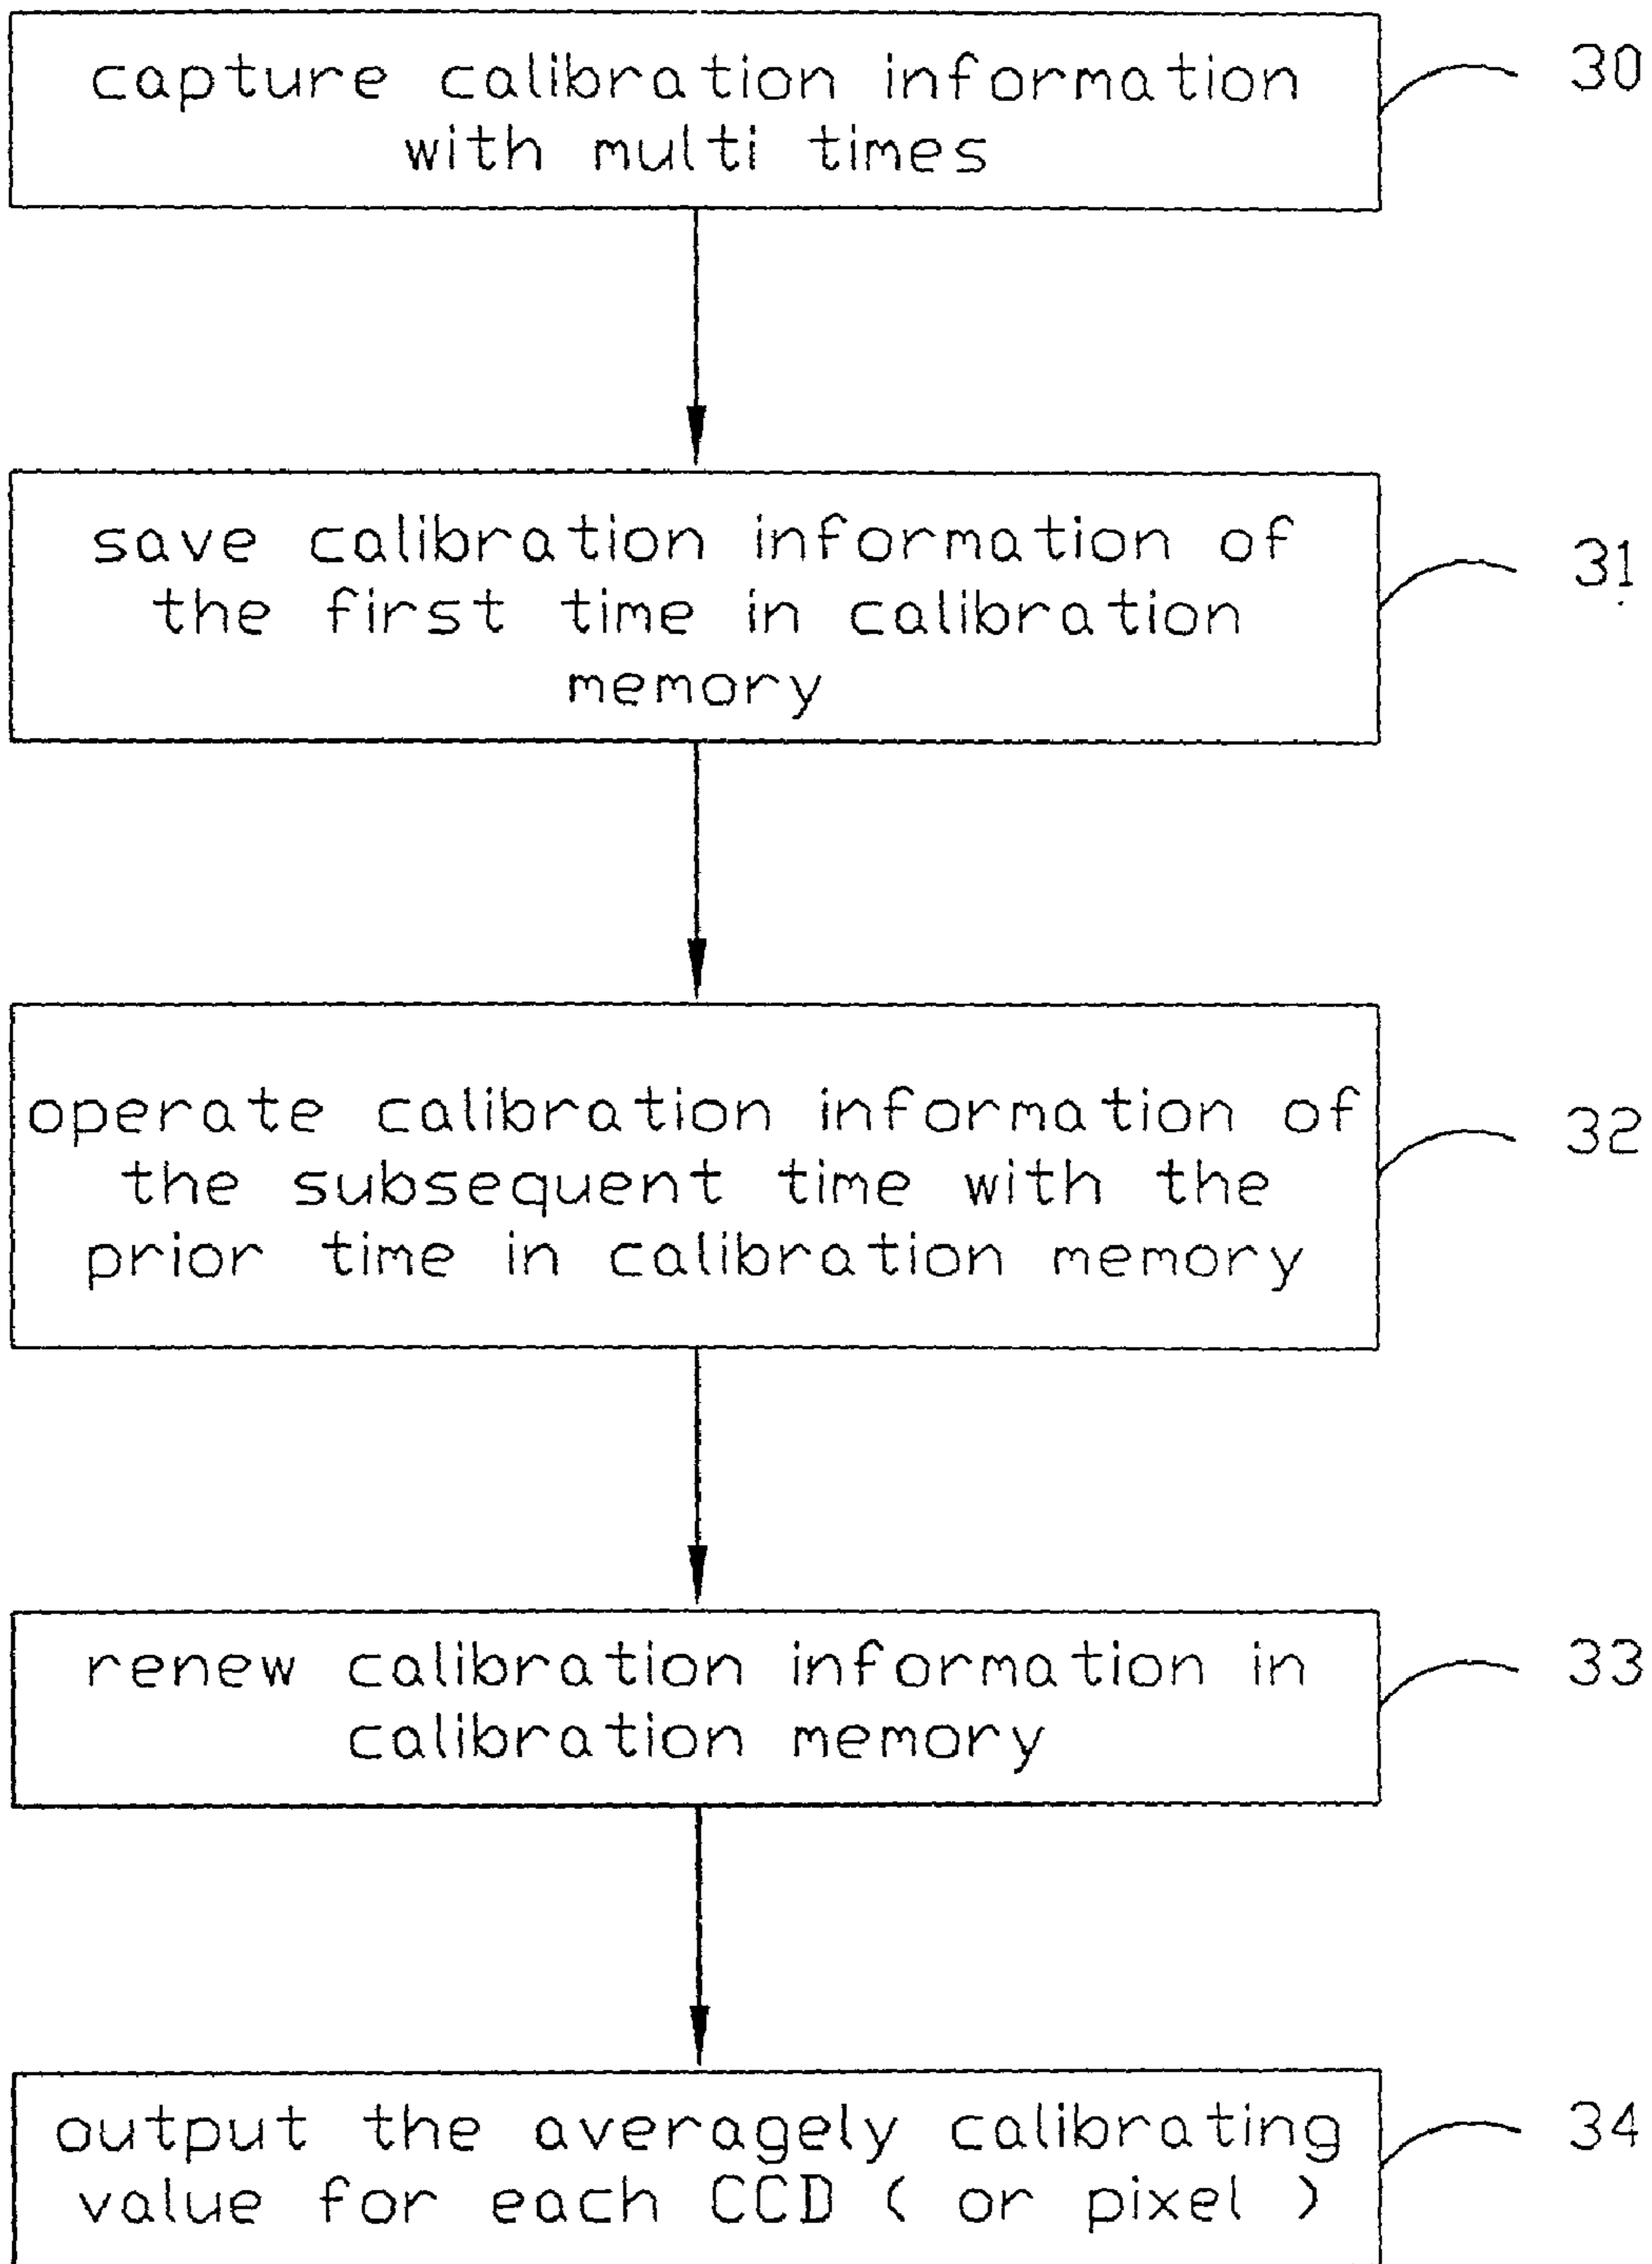 capture calibration information
with multi times
30
save calibration information of
the first time in calibration
memory
31
operate calibration information of
the subsequent time with the
prior time in calibration memory
32
renew calibration information in
calibration memory
33
output the averagely calibrating
value for each CCD ( or pixel )
34